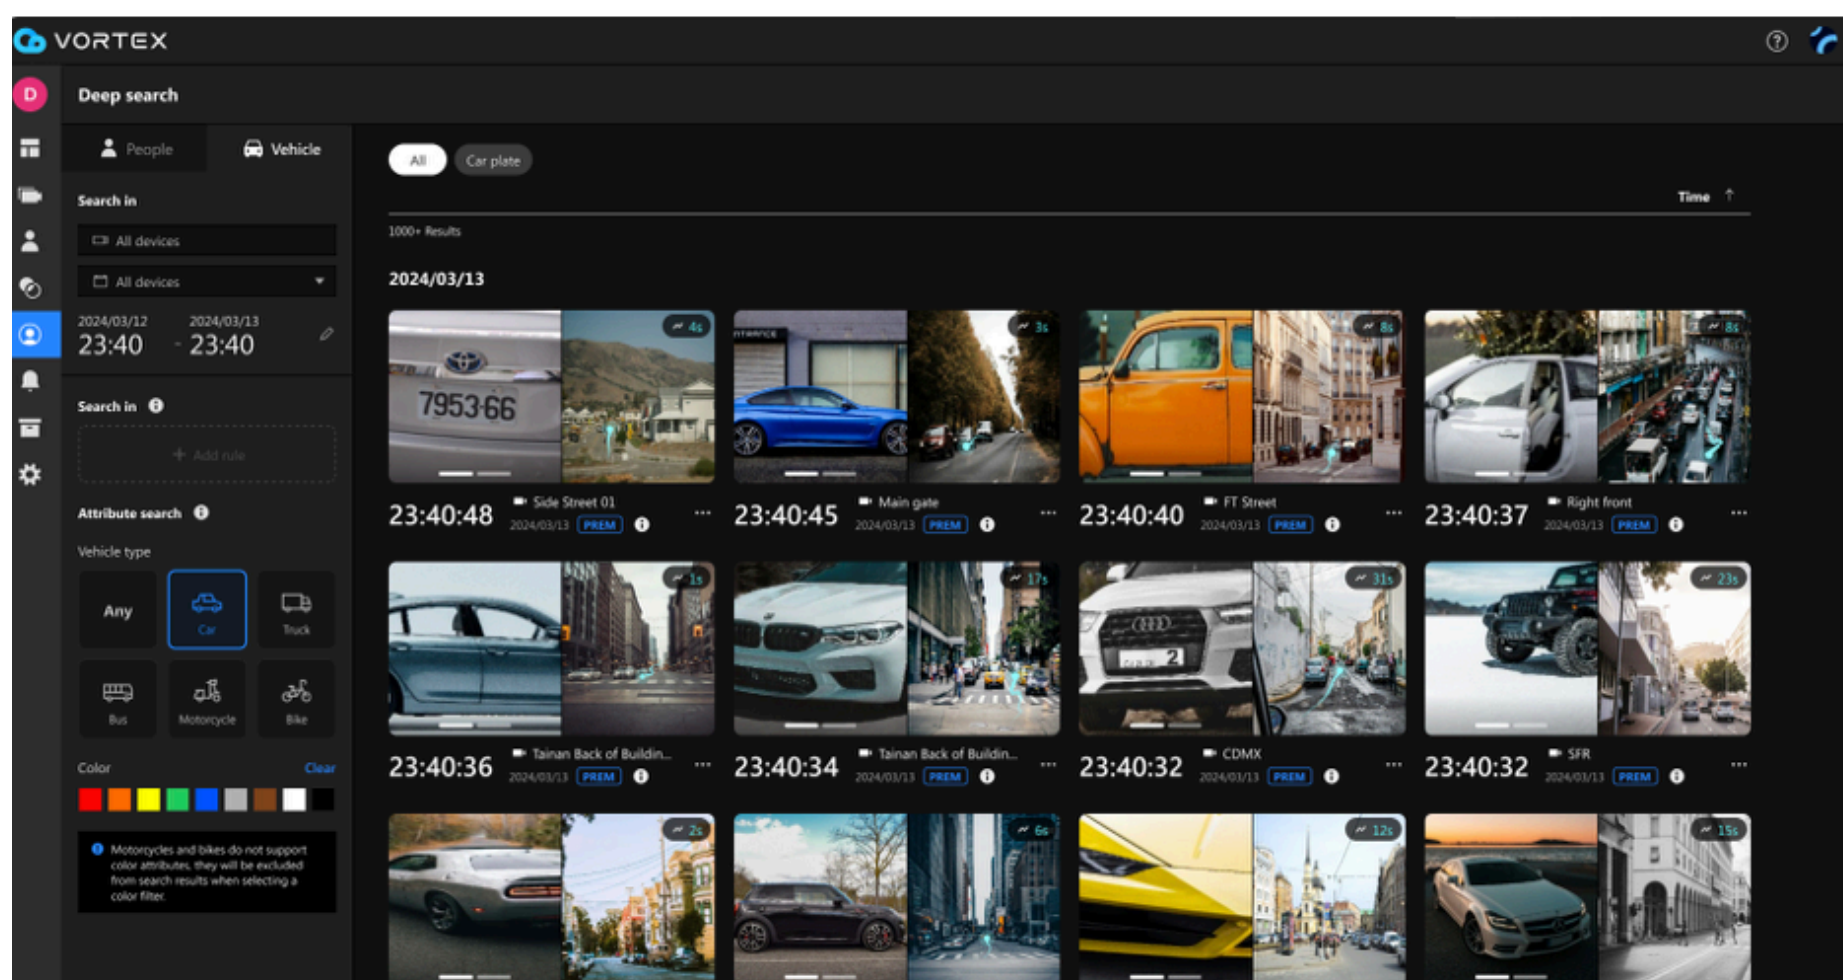 VORTEX
?
D
Deep search
People
Vehicle
Search in
All devices
All devices
2024/03/12
2024/03/13
23:40
-
23:40
Search in
+ Add rule
Attribute search
Vehicle type
Any
Car
Truck
Bus
Motorcycle
Bike
Color
Clear
Motorcycles and bikes do not support
color attributes, they will be excluded
from search results when selecting a
color filter.
All
Car plate
Time ↑
1000+ Results
2024/03/13
4s
7953-66
ENTRANCE
3s
8s
8s
23:40:48
Side Street 01
2024/03/13 PREM
23:40:45
Main gate
2024/03/13 PREM
23:40:40
FT Street
2024/03/13 PREM
23:40:37
Right front
2024/03/13 PREM
1s
17s
31s
2
23s
23:40:36
Tainan Back of Buildin...
2024/03/13 PREM
23:40:34
Tainan Back of Buildin...
2024/03/13 PREM
23:40:32
CDMX
2024/03/13 PREM
23:40:32
SFR
2024/03/13 PREM
2s
6s
12s
15s